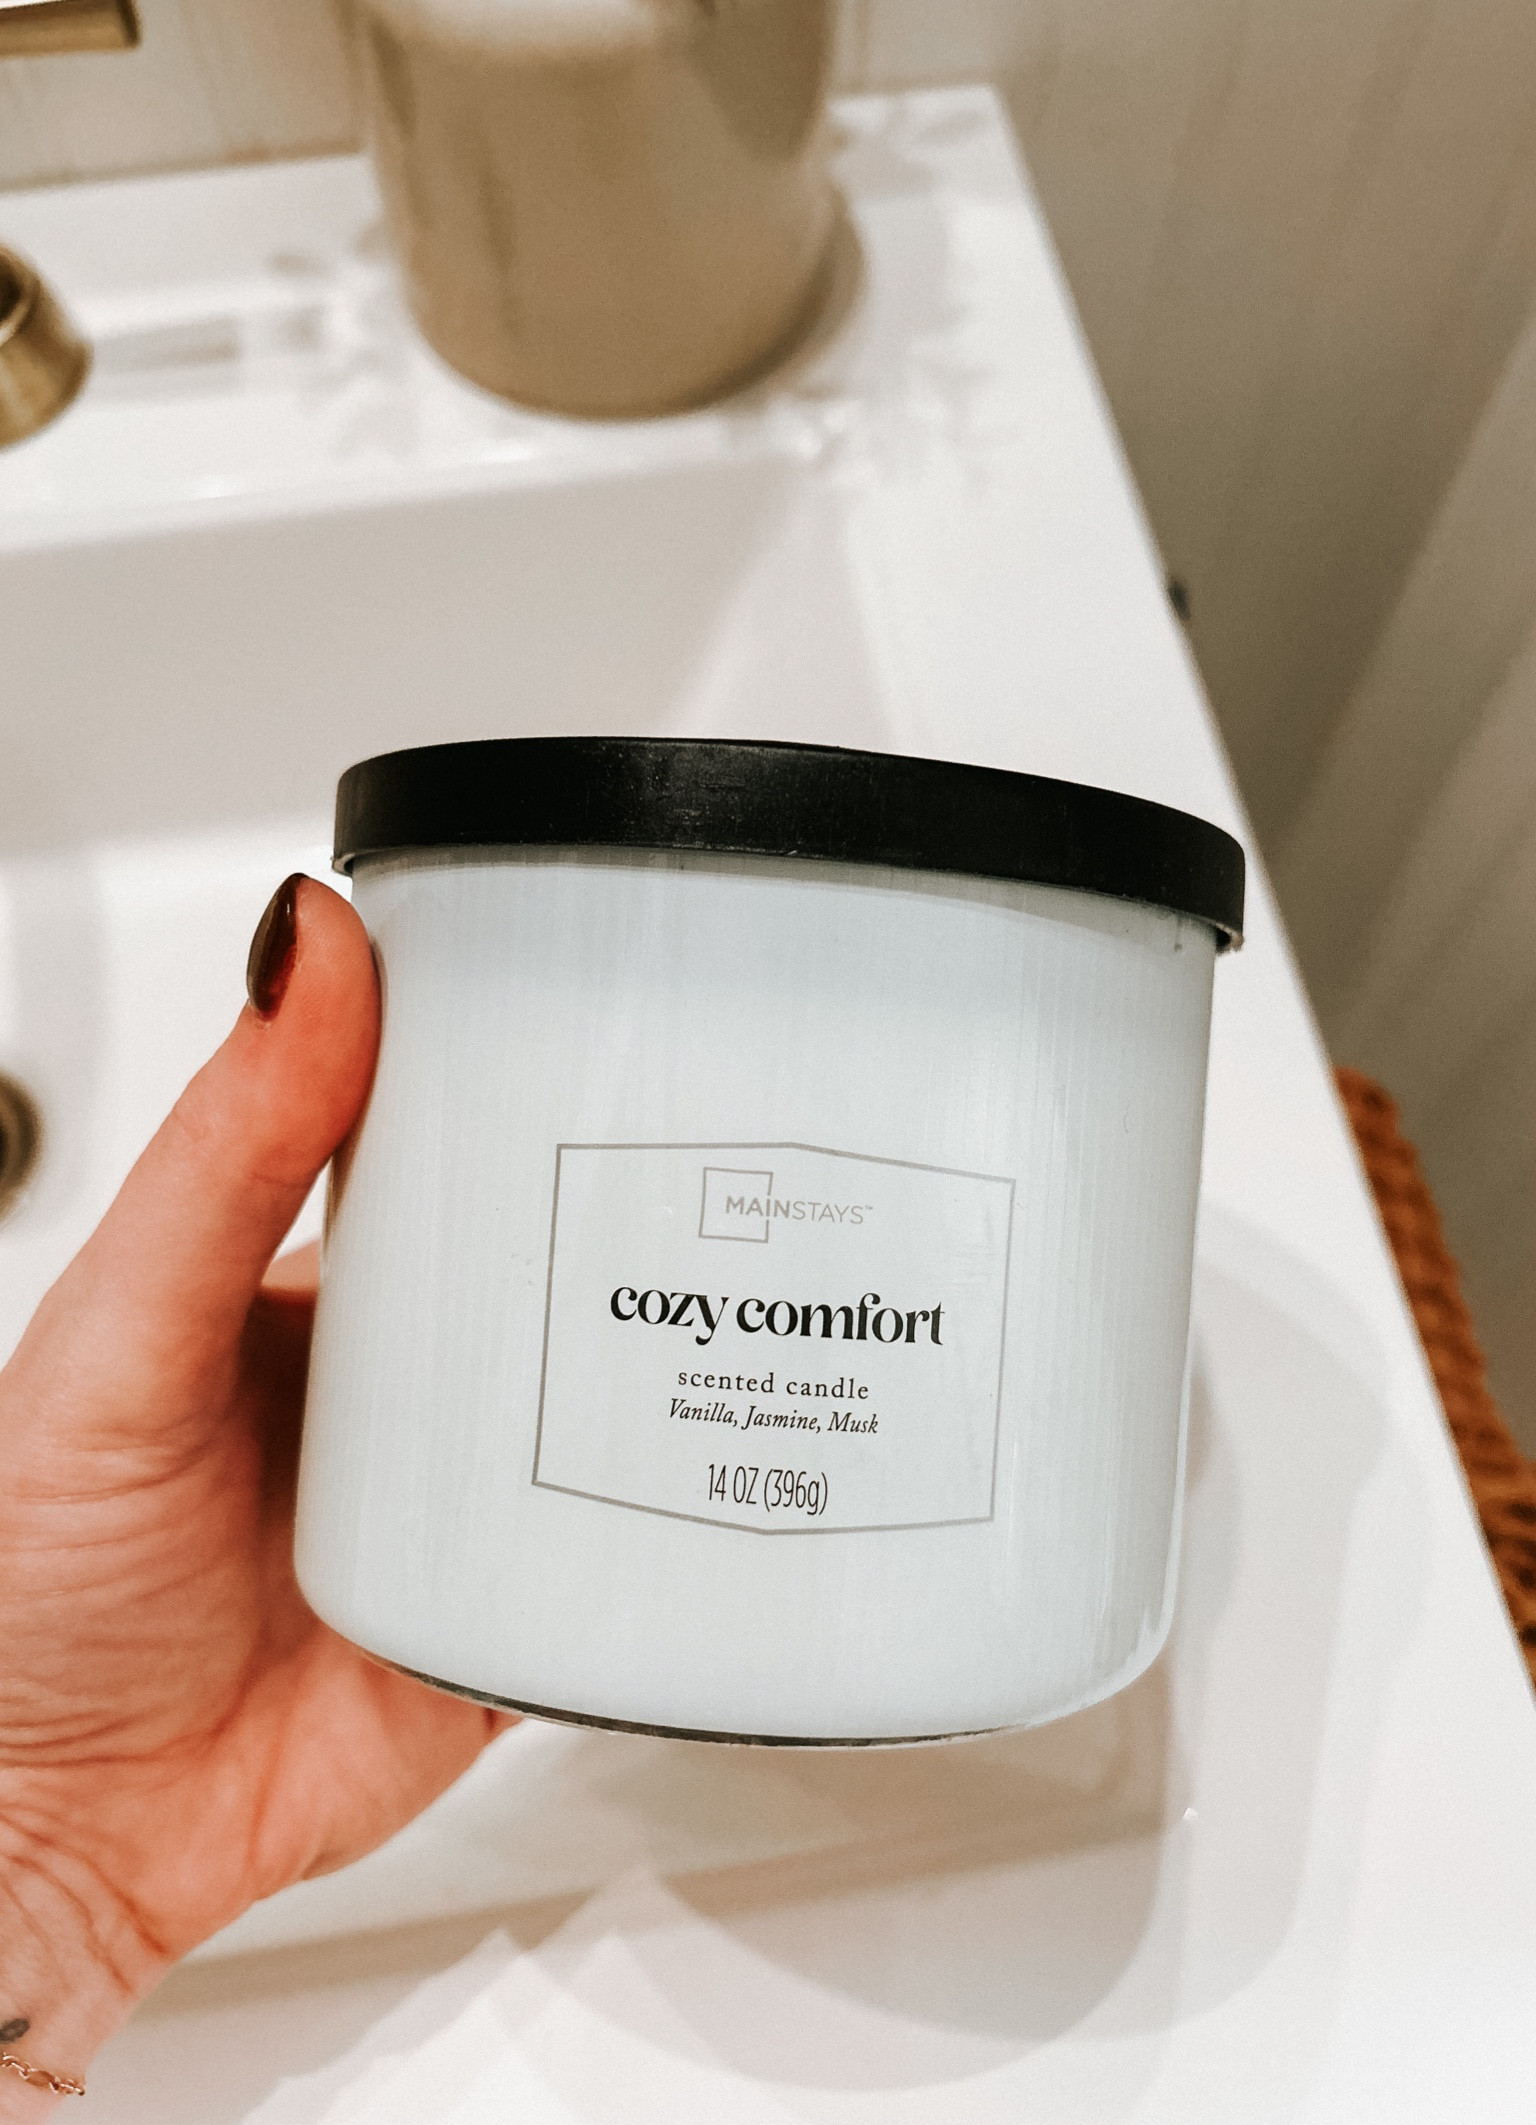 MAINSTAYS™
cozy comfort
scented candle
Vanilla, Jasmine, Musk
14 OZ (396g)